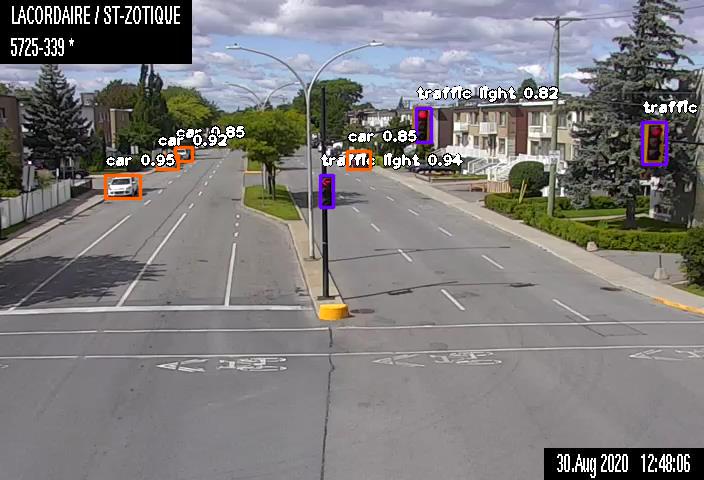 LACORDAIRE / ST-ZOTIQUE
5725-339 *
traffic light 0.82
traffic
car 0.85
car 0.92
car 0.85
car 0.95
traffic light 0.94
30.Aug 2020 12:48:06